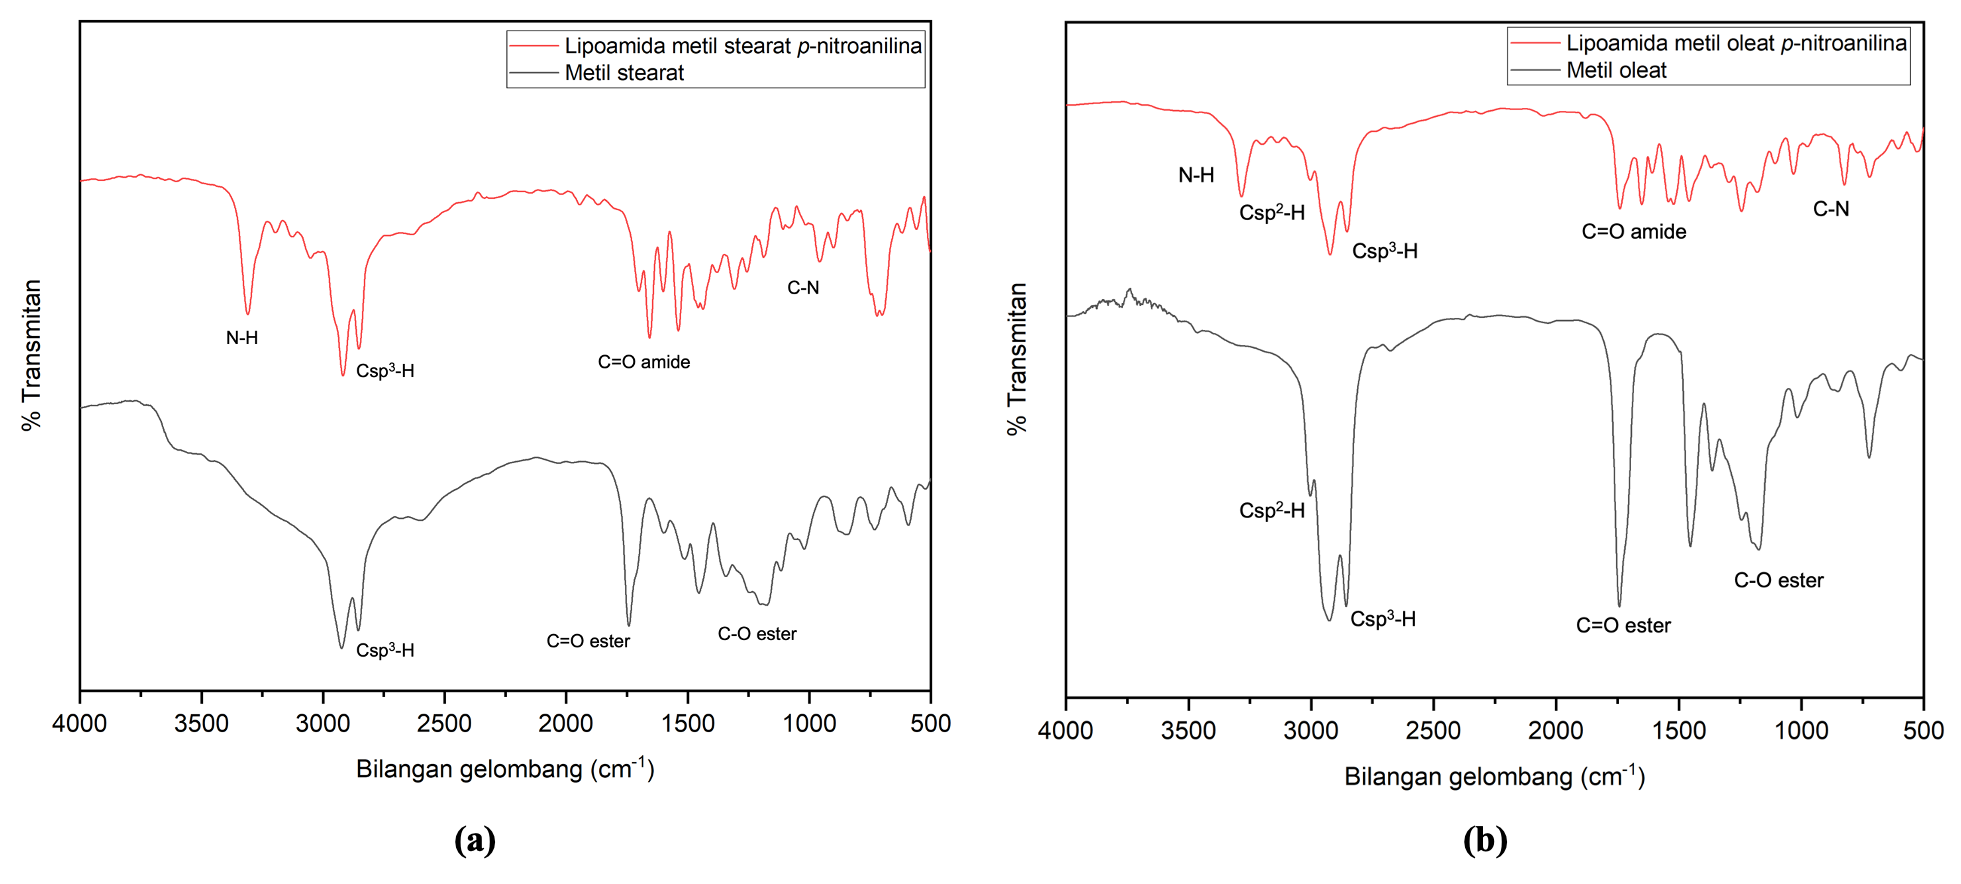 Lipoamida metil stearat p-nitroanilina
Metil stearat
% Transmitan
N-H
Csp³-H
C=O amide
C-N
Csp³-H
C=O ester
C-O ester
4000 3500 3000 2500 2000 1500 1000 500
Bilangan gelombang (cm⁻¹)
(a)
Lipoamida metil oleat p-nitroanilina
Metil oleat
% Transmitan
N-H
Csp²-H
Csp³-H
C=O amide
C-N
Csp²-H
Csp³-H
C=O ester
C-O ester
4000 3500 3000 2500 2000 1500 1000 500
Bilangan gelombang (cm⁻¹)
(b)